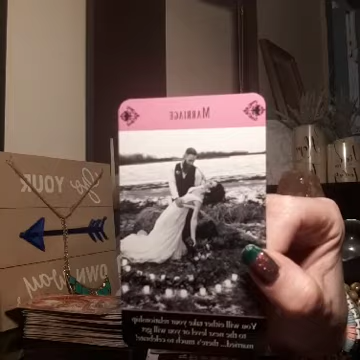 MARRIAGE
You will either take your relationship
to the next level or you will get
married...there's much to celebrate!
YOUR
own way